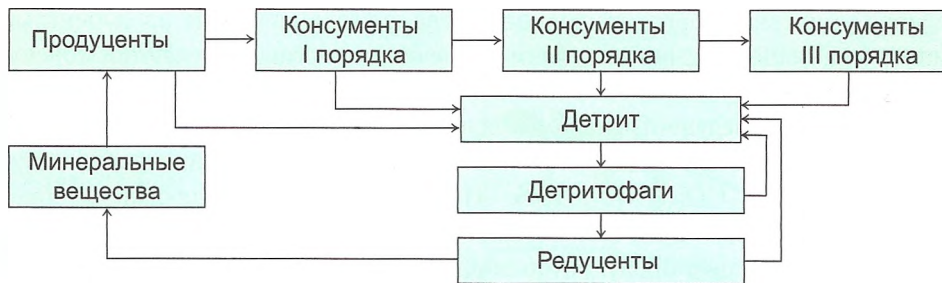 Продуценты
Консументы
I порядка
Консументы
II порядка
Консументы
III порядка
Детрит
Минеральные
вещества
Детритофаги
Редуценты